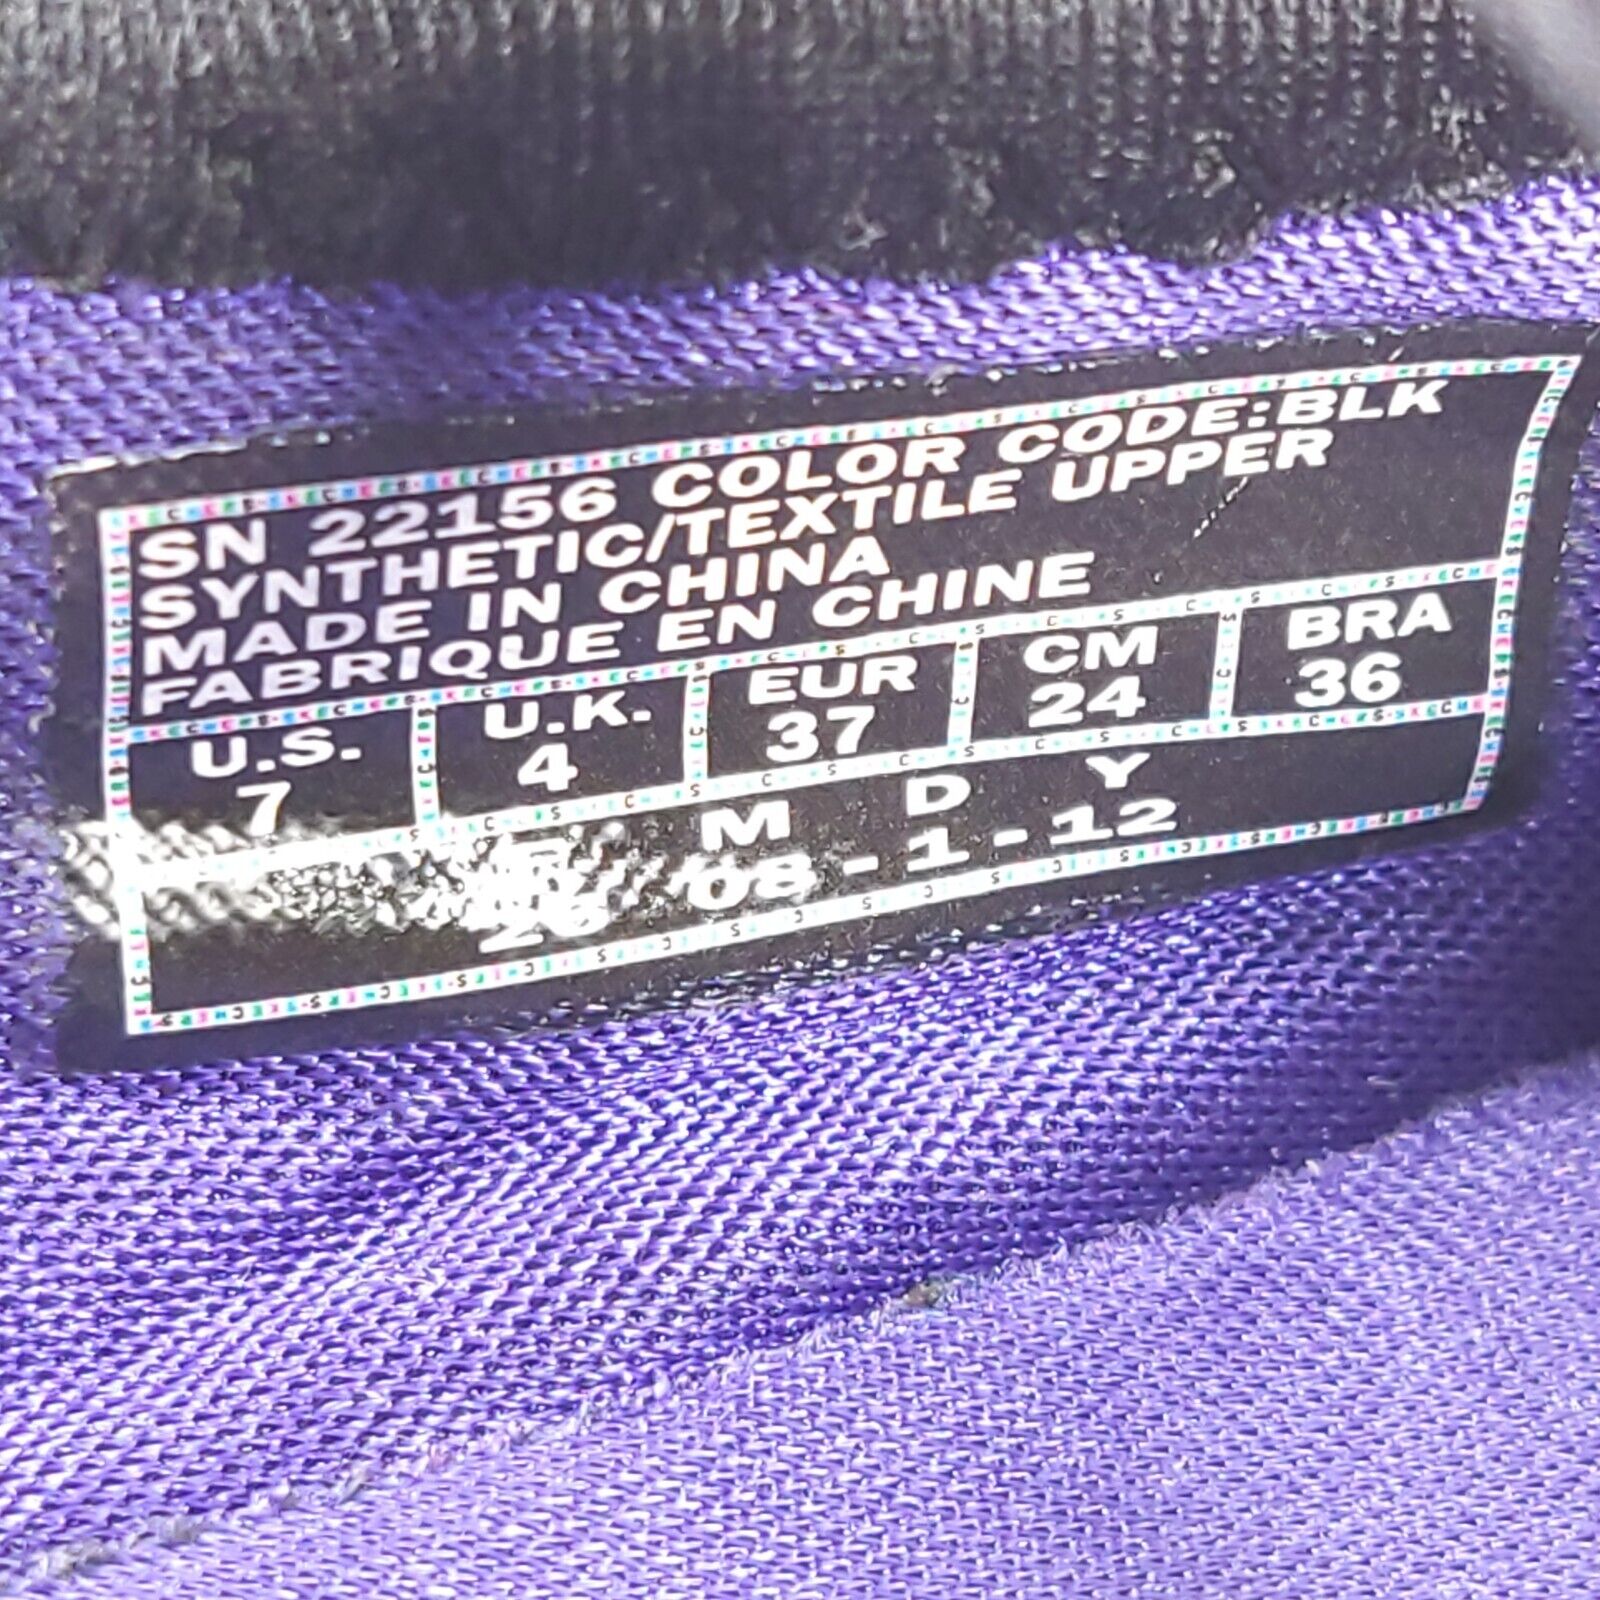 SN 22156 COLOR CODE:BLK
SYNTHETIC/TEXTILE UPPER
MADE IN CHINA
FABRIQUE EN CHINE
U.S. U.K. EUR CM BRA
7 4 37 24 36
M D Y
08 - 1 - 12